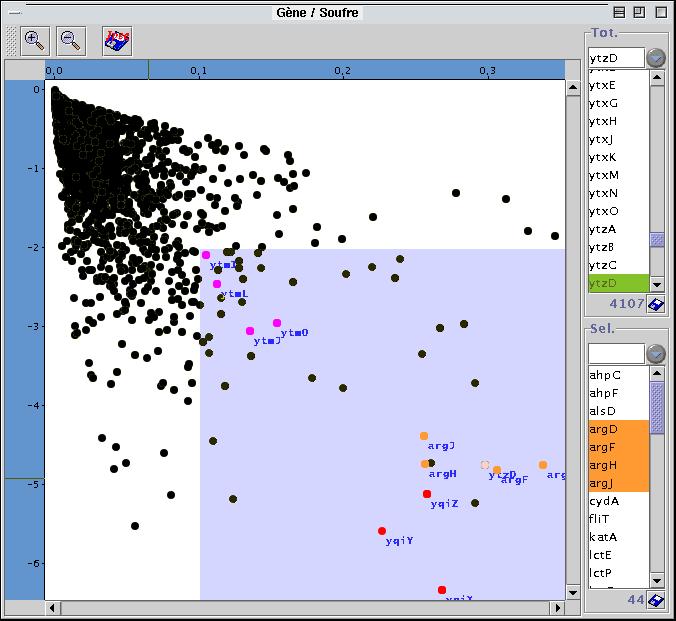 Gène / Soufre
Tot.
ytzD
0,0 0,1 0,2 0,3
0
-1
-2
-3
-4
-5
-6
ytxE
ytxG
ytxH
ytxJ
ytxK
ytxM
ytxN
ytxO
ytzA
ytzB
ytzC
ytzD
4107
ytmI
ytmL
ytmO
ytmJ
argJ
argH
ytzD
argF
arg
yqiZ
yqiY
yqiX
Sel.
ahpC
ahpF
alsD
argD
argF
argH
argJ
cydA
fliT
katA
lctE
lctP
44